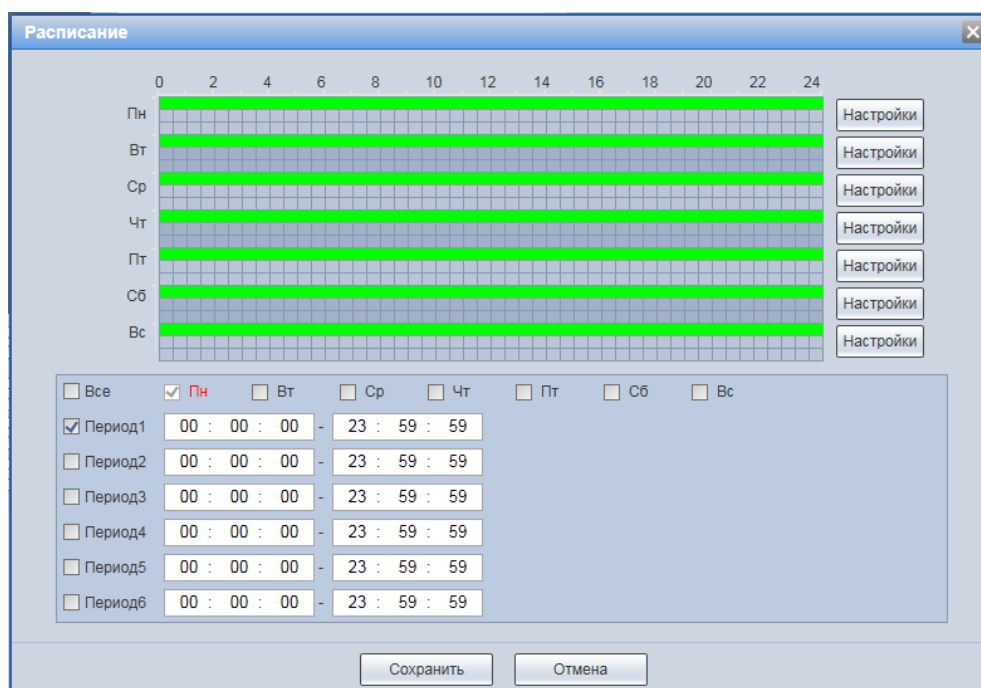 Расписание
0 2 4 6 8 10 12 14 16 18 20 22 24
Пн Настройки
Вт Настройки
Ср Настройки
Чт Настройки
Пт Настройки
Сб Настройки
Вс Настройки
Все Пн Вт Ср Чт Пт Сб Вс
Период1 00 : 00 : 00 - 23 : 59 : 59
Период2 00 : 00 : 00 - 23 : 59 : 59
Период3 00 : 00 : 00 - 23 : 59 : 59
Период4 00 : 00 : 00 - 23 : 59 : 59
Период5 00 : 00 : 00 - 23 : 59 : 59
Период6 00 : 00 : 00 - 23 : 59 : 59
Сохранить Отмена